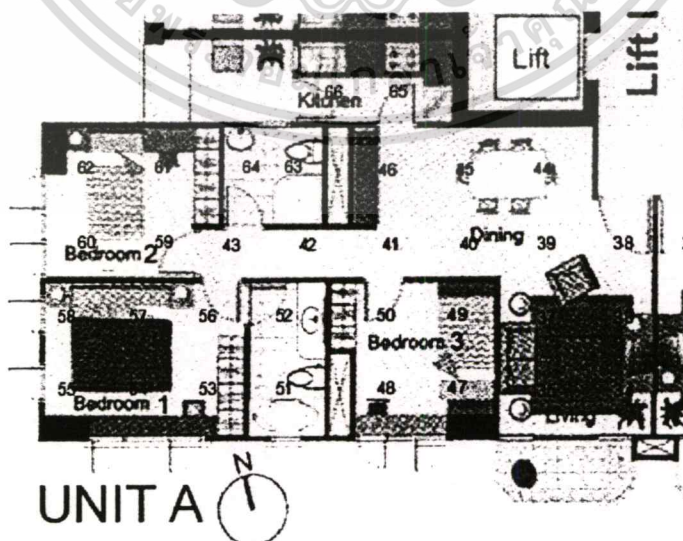 Lift
Lift
66 65
Kitchen
62 61 64 63 46 45 44
Dining
60 59 43 42 41 40 39 38
Bedroom 2
58 57 56 52 50 49
Bedroom 3
55 53 51 48 47
Bedroom 1
Living
N
UNIT A